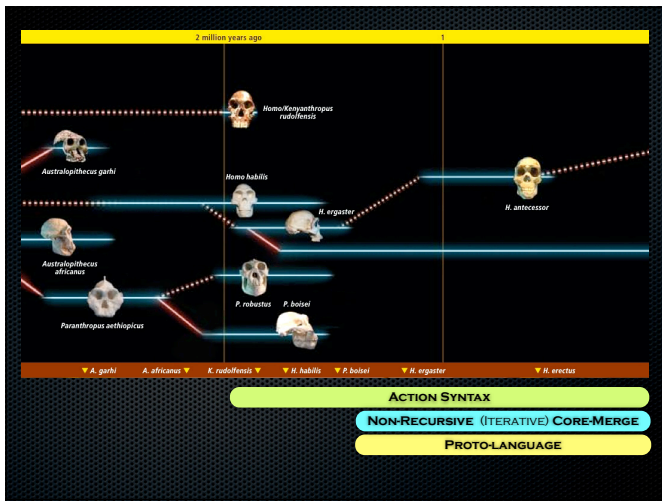 2 million years ago 1
Homo/Kenyanthropus
rudolfensis
Australopithecus garhi
Homo habilis
H. ergaster
H. antecessor
Australopithecus
africanus
P. robustus P. boisei
Paranthropus aethiopicus
▼ A. garhi A. africanus ▼ K. rudolfensis ▼ ▼ H. habilis ▼ P. boisei ▼ H. ergaster ▼ H. erectus
ACTION SYNTAX
NON-RECURSIVE (ITERATIVE) CORE-MERGE
PROTO-LANGUAGE